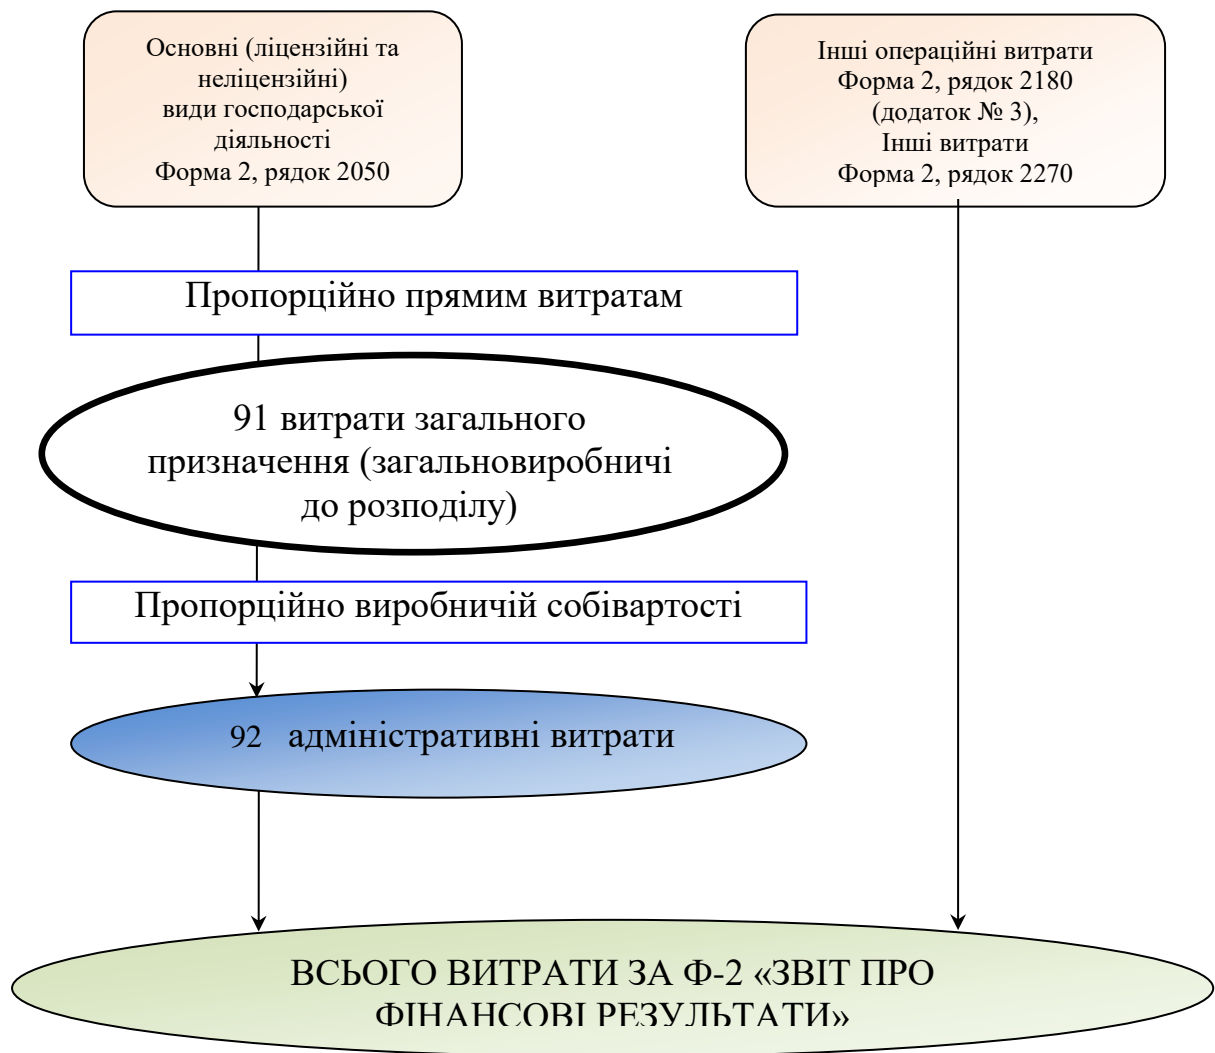 Основні (ліцензійні та
неліцензійні)
види господарської
діяльності
Форма 2, рядок 2050
Інші операційні витрати
Форма 2, рядок 2180
(додаток № 3),
Інші витрати
Форма 2, рядок 2270
Пропорційно прямим витратам
91 витрати загального
призначення (загальновиробничі
до розподілу)
Пропорційно виробничій собівартості
92 адміністративні витрати
ВСЬОГО ВИТРАТИ ЗА Ф-2 «ЗВІТ ПРО
ФІНАНСОВІ РЕЗУЛЬТАТИ»